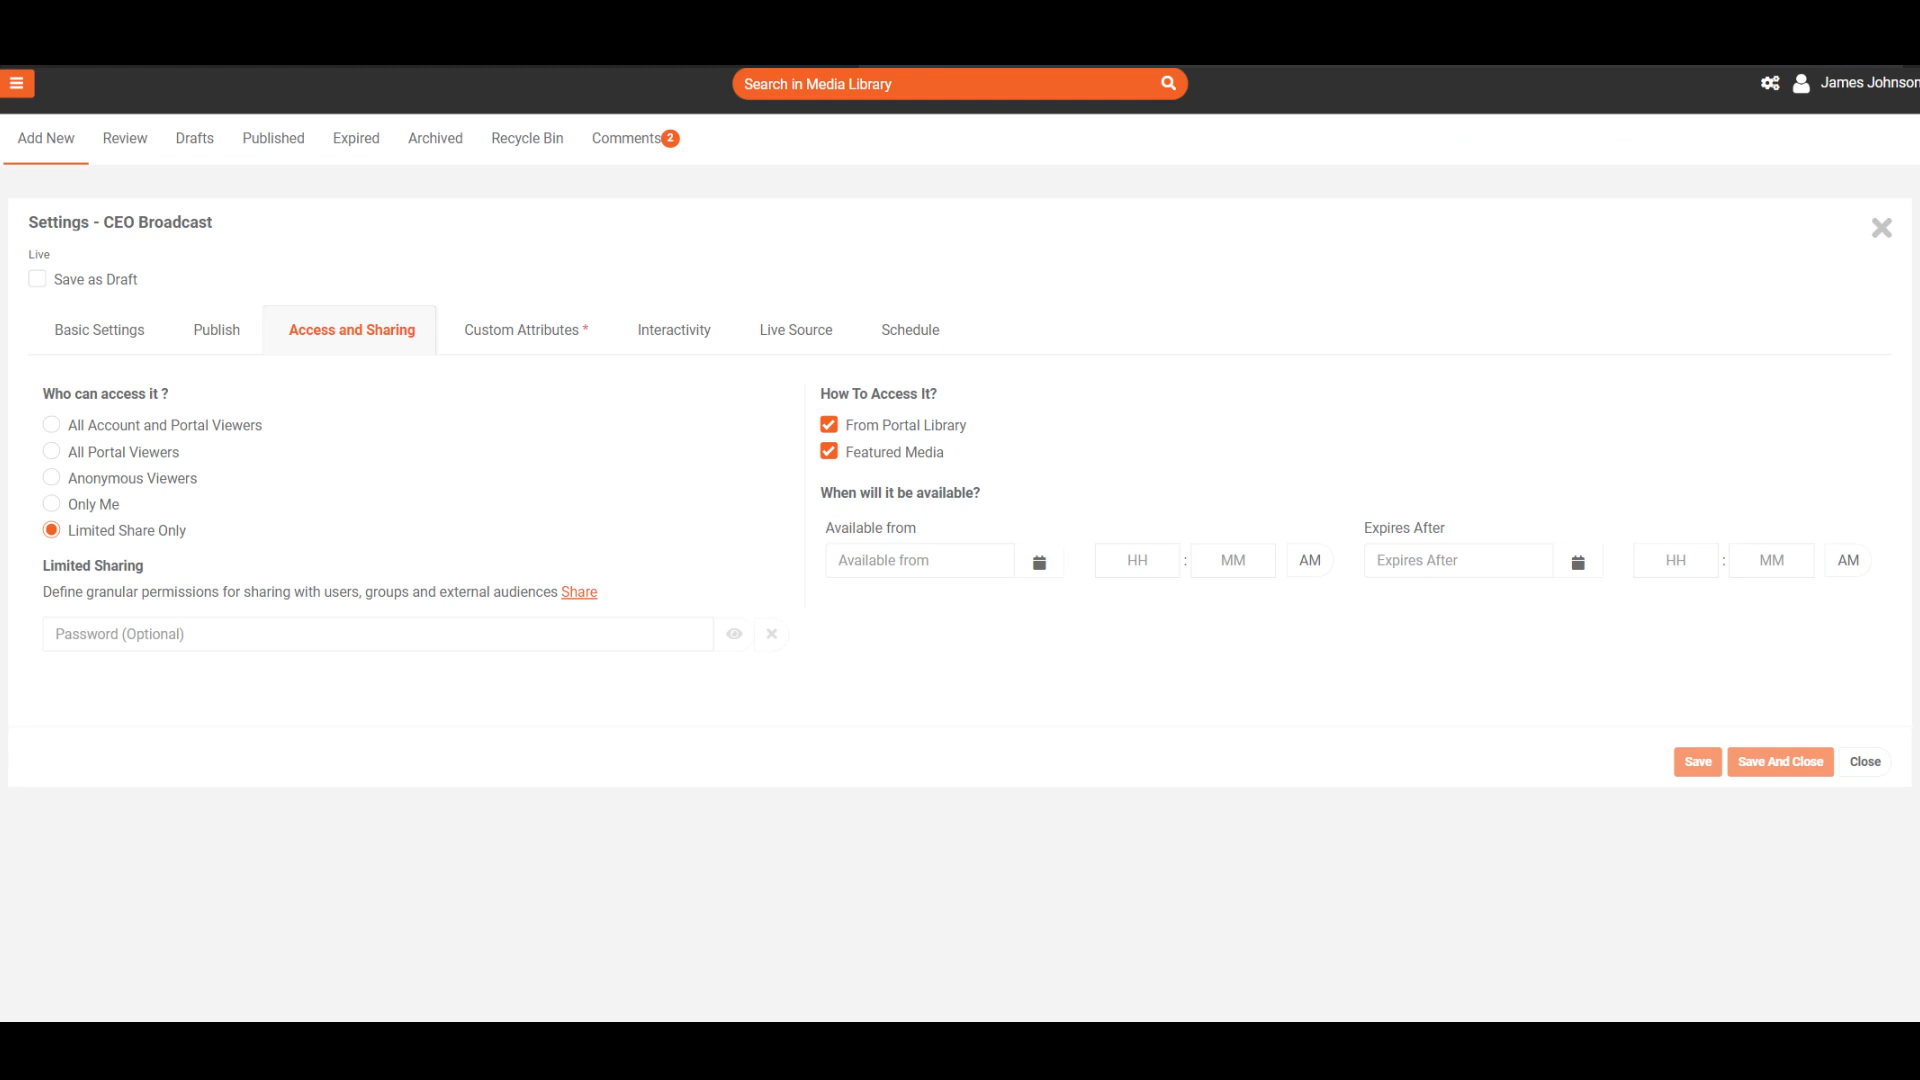 Search in Media Library
James Johnson
Add New Review Drafts Published Expired Archived Recycle Bin Comments 2
Settings - CEO Broadcast
Live
Save as Draft
Basic Settings Publish Access and Sharing Custom Attributes * Interactivity Live Source Schedule
Who can access it ?
All Account and Portal Viewers
All Portal Viewers
Anonymous Viewers
Only Me
Limited Share Only
Limited Sharing
Define granular permissions for sharing with users, groups and external audiences Share
Password (Optional)
How To Access It?
From Portal Library
Featured Media
When will it be available?
Available from Expires After
Available from HH : MM AM Expires After HH : MM AM
Save Save And Close Close